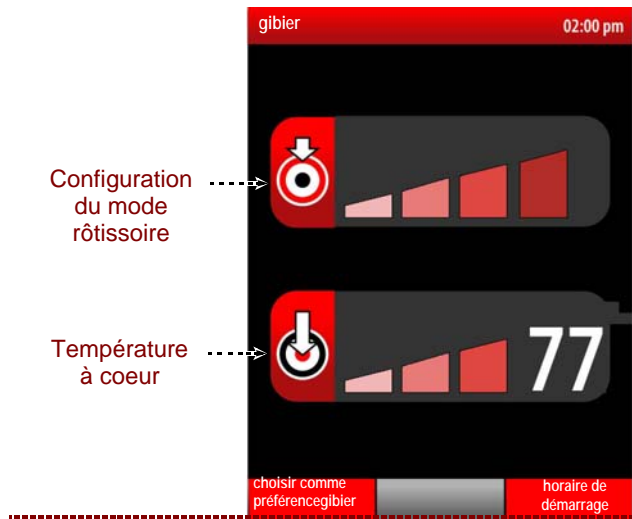 gibier
02:00 pm
Configuration
du mode
rôtissoire
Température
à coeur
77
choisir comme
préférencegibier
horaire de
démarrage